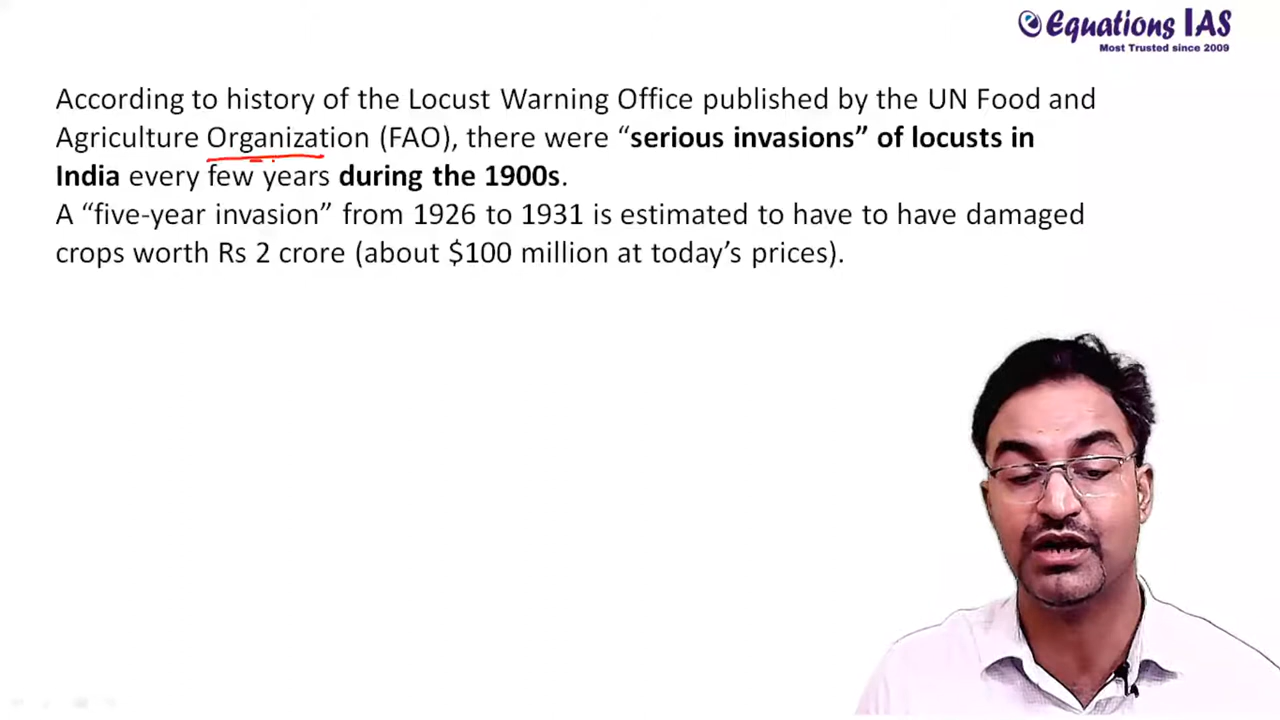 Equations IAS
Most Trusted since 2009
According to history of the Locust Warning Office published by the UN Food and
Agriculture Organization (FAO), there were “serious invasions” of locusts in
India every few years during the 1900s.
A “five-year invasion” from 1926 to 1931 is estimated to have to have damaged
crops worth Rs 2 crore (about $100 million at today’s prices).